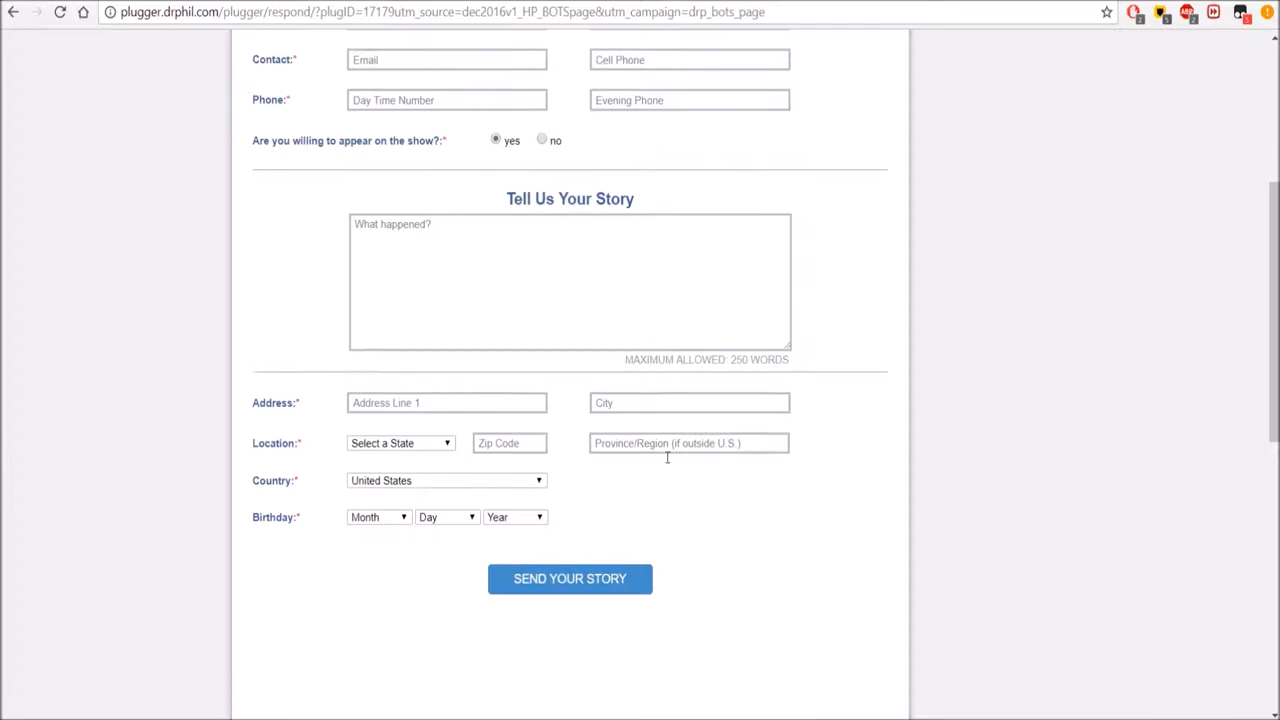 plugger.drphil.com/plugger/respond/?plugID=17179utm_source=dec2016v1_HP_BOTSpage&utm_campaign=drp_bots_page
Contact:* Email Cell Phone
Phone:* Day Time Number Evening Phone
Are you willing to appear on the show?:* yes no
Tell Us Your Story
What happened?
MAXIMUM ALLOWED: 250 WORDS
Address:* Address Line 1 City
Location:* Select a State Zip Code Province/Region (if outside U.S.)
Country:* United States
Birthday:* Month Day Year
SEND YOUR STORY